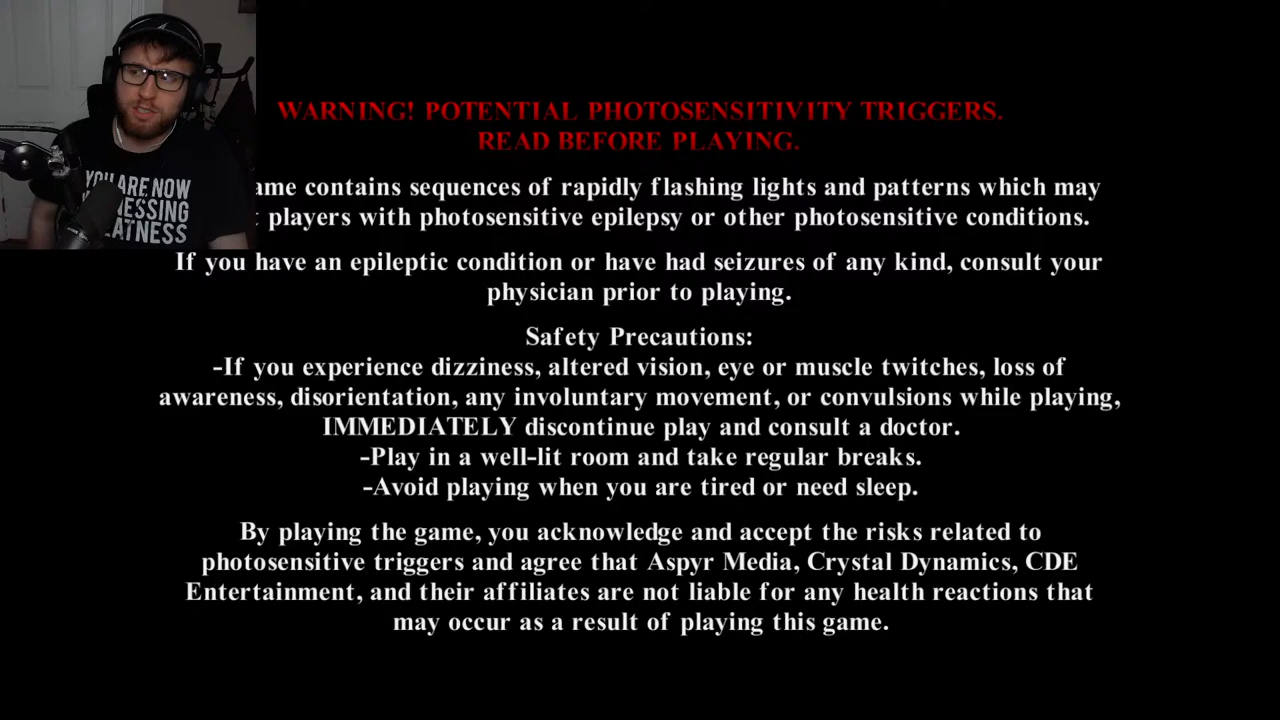 WARNING! POTENTIAL PHOTOSENSITIVITY TRIGGERS.
READ BEFORE PLAYING.
ame contains sequences of rapidly flashing lights and patterns which may
t players with photosensitive epilepsy or other photosensitive conditions.
If you have an epileptic condition or have had seizures of any kind, consult your
physician prior to playing.
Safety Precautions:
-If you experience dizziness, altered vision, eye or muscle twitches, loss of
awareness, disorientation, any involuntary movement, or convulsions while playing,
IMMEDIATELY discontinue play and consult a doctor.
-Play in a well-lit room and take regular breaks.
-Avoid playing when you are tired or need sleep.
By playing the game, you acknowledge and accept the risks related to
photosensitive triggers and agree that Aspyr Media, Crystal Dynamics, CDE
Entertainment, and their affiliates are not liable for any health reactions that
may occur as a result of playing this game.
YOU ARE NOW
NESSING
EATNESS